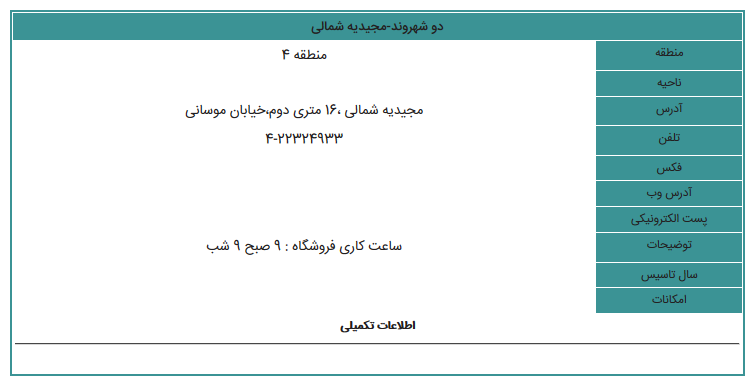 دو شهروند-مجیدیه شمالی
منطقه
منطقه ۴
ناحیه
آدرس
مجیدیه شمالی ،۱۶ متری دوم،خیابان موسانی
تلفن
۴-۲۲۳۲۴۹۳۳
فکس
آدرس وب
پست الکترونیکی
توضیحات
ساعت کاری فروشگاه : ۹ صبح ۹ شب
سال تاسیس
امکانات
اطلاعات تکمیلی